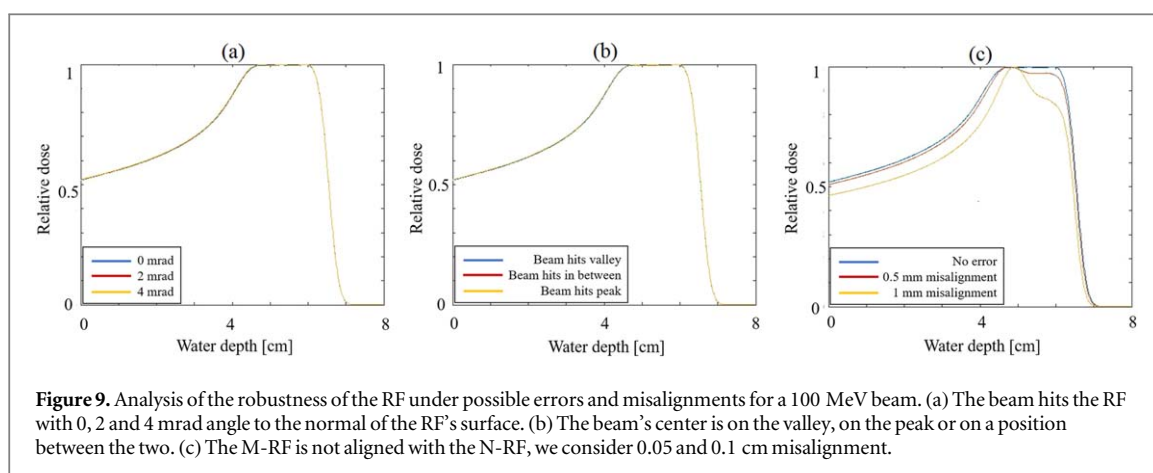 (a)
1
0.5
0
Relative dose
0 mrad
2 mrad
4 mrad
0
4
8
Water depth [cm]
(b)
1
0.5
0
Relative dose
Beam hits valley
Beam hits in between
Beam hits peak
0
4
8
Water depth [cm]
(c)
1
0.5
0
Relative dose
No error
0.5 mm misalignment
1 mm misalignment
0
4
8
Water depth [cm]
Figure 9. Analysis of the robustness of the RF under possible errors and misalignments for a 100 MeV beam. (a) The beam hits the RF
with 0, 2 and 4 mrad angle to the normal of the RF's surface. (b) The beam's center is on the valley, on the peak or on a position
between the two. (c) The M-RF is not aligned with the N-RF, we consider 0.05 and 0.1 cm misalignment.